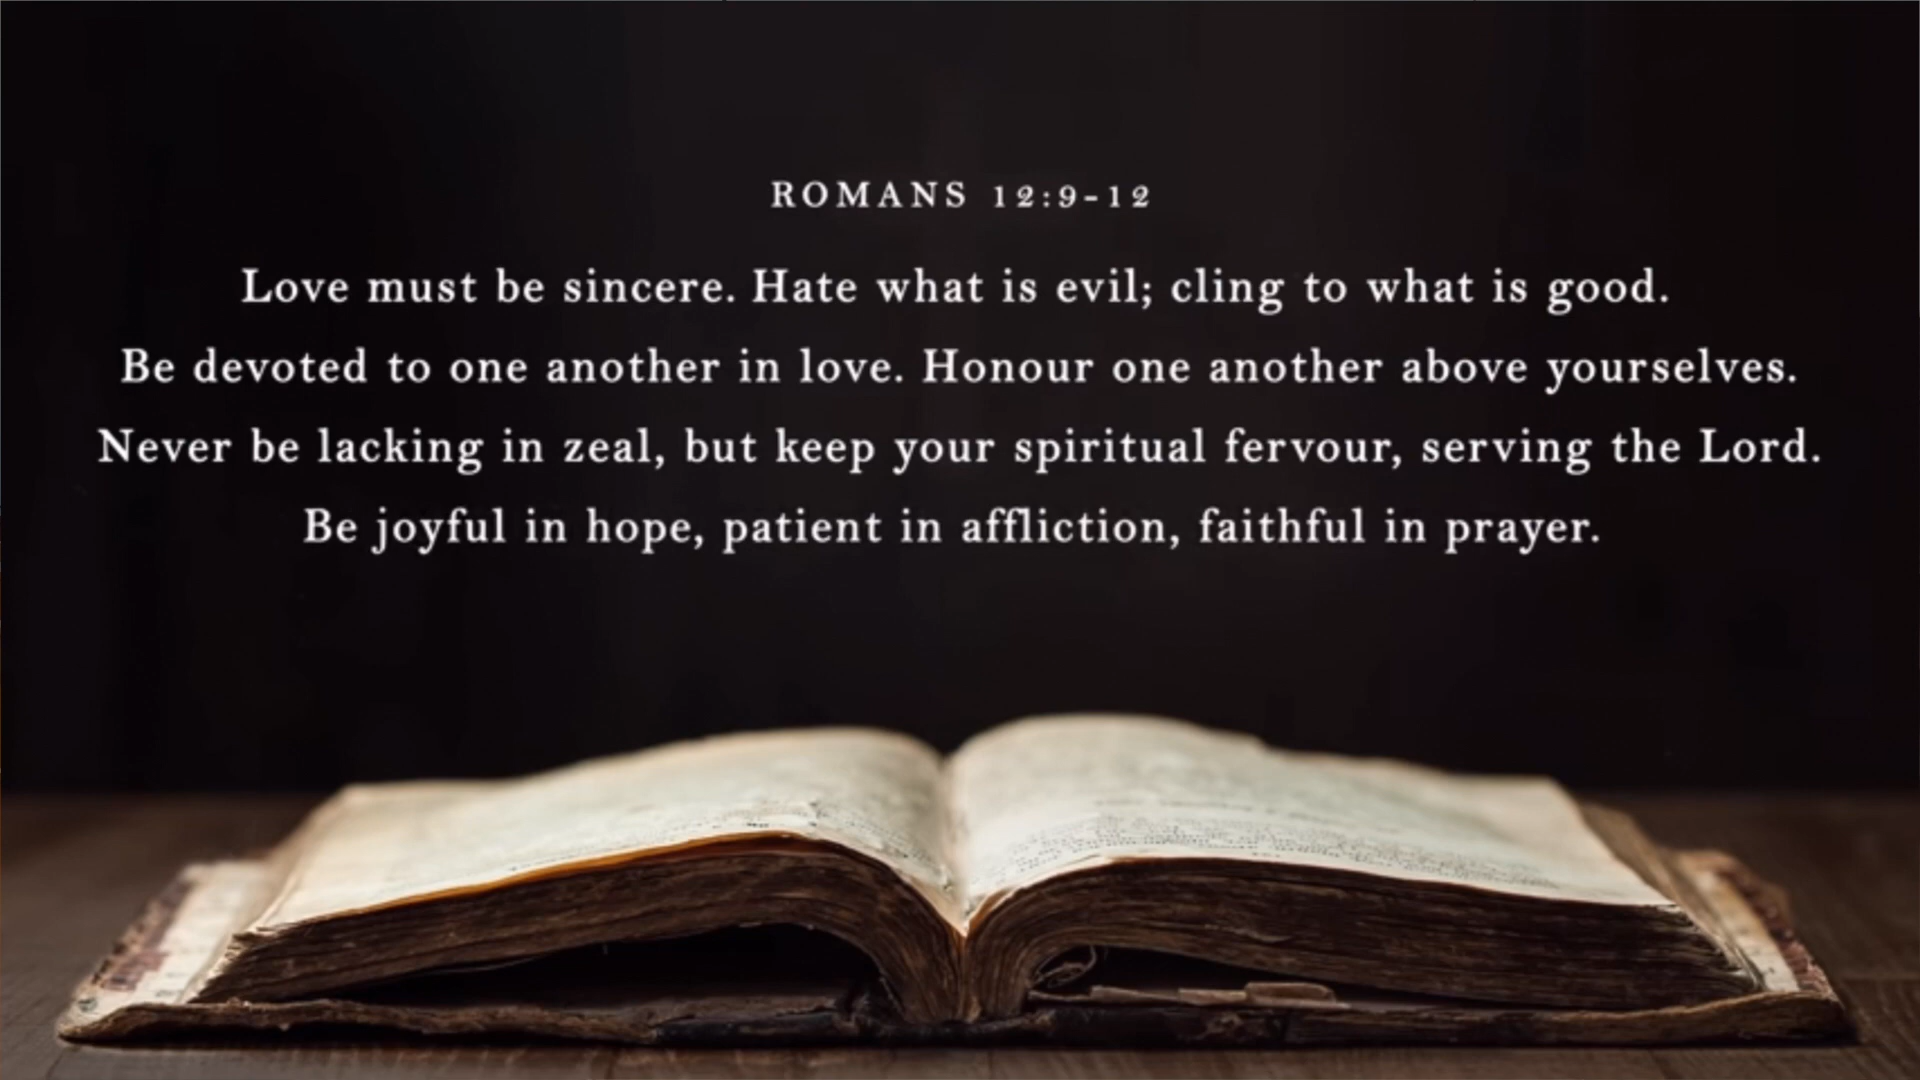 ROMANS 12:9-12
Love must be sincere. Hate what is evil; cling to what is good.
Be devoted to one another in love. Honour one another above yourselves.
Never be lacking in zeal, but keep your spiritual fervour, serving the Lord.
Be joyful in hope, patient in affliction, faithful in prayer.